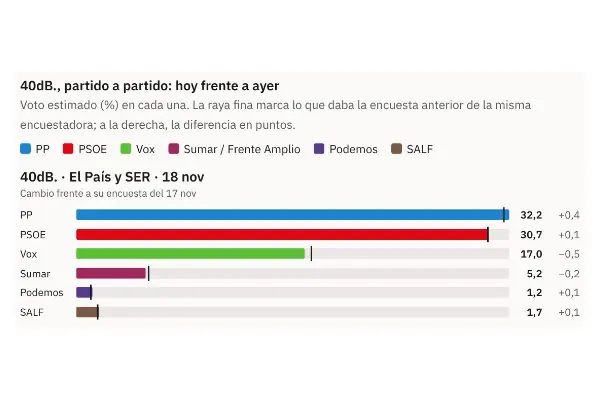 40dB., partido a partido: hoy frente a ayer
Voto estimado (%) en cada una. La raya fina marca lo que daba la encuesta anterior de la misma
encuestadora; a la derecha, la diferencia en puntos.
PP PSOE Vox Sumar / Frente Amplio Podemos SALF
40dB. · El País y SER · 18 nov
Cambio frente a su encuesta del 17 nov
PP 32,2 +0,4
PSOE 30,7 +0,1
Vox 17,0 −0,5
Sumar 5,2 −0,2
Podemos 1,2 +0,1
SALF 1,7 +0,1